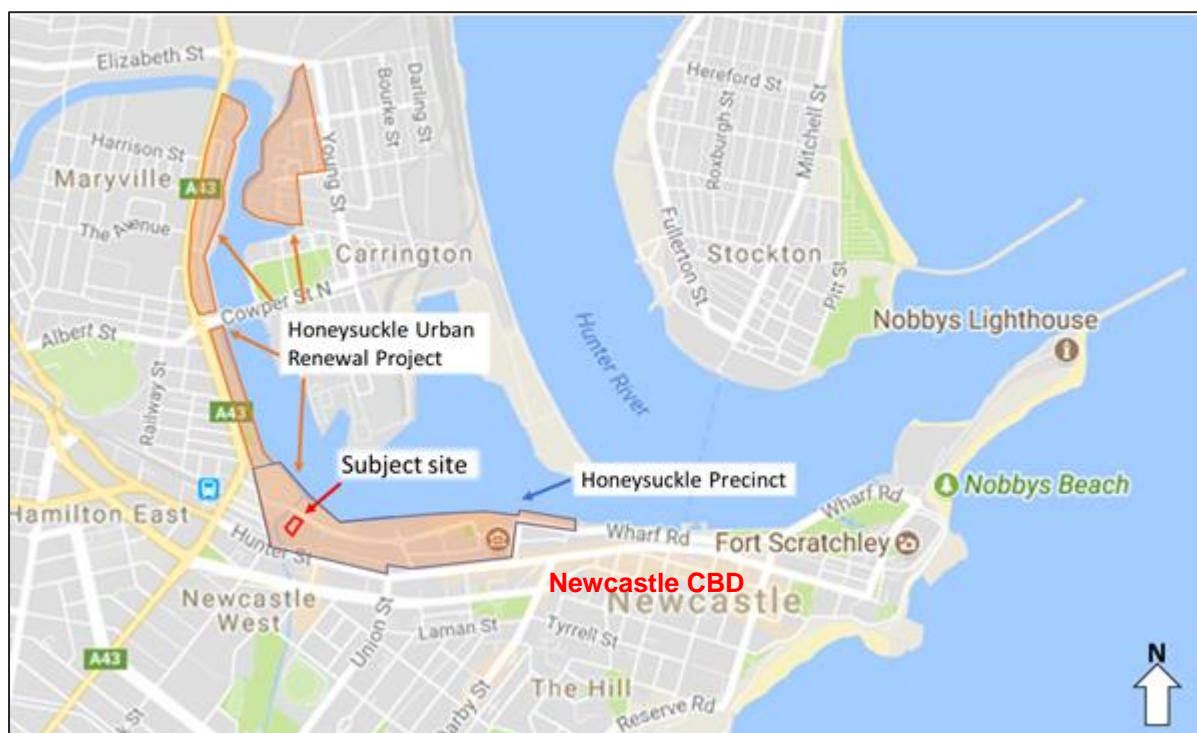 Elizabeth St
Bourke St
Darling St
Hereford St
Roxburgh St
Mitchell St
Harrison St
Maryville
A43
Young St
The Avenue
Carrington
Fullerton St
Stockton
Pitt St
Cowper St N
Albert St
Honeysuckle Urban
Renewal Project
Hunter River
Nobbys Lighthouse
Railway St
A43
Subject site
Honeysuckle Precinct
Nobbys Beach
Hamilton East
Hunter St
Wharf Rd
Wharf Rd
Fort Scratchley
Newcastle CBD
Newcastle
Newcastle
West
Union St
Laman St
Tyrrell St
A43
The Hill
Darby St
Reserve Rd
N